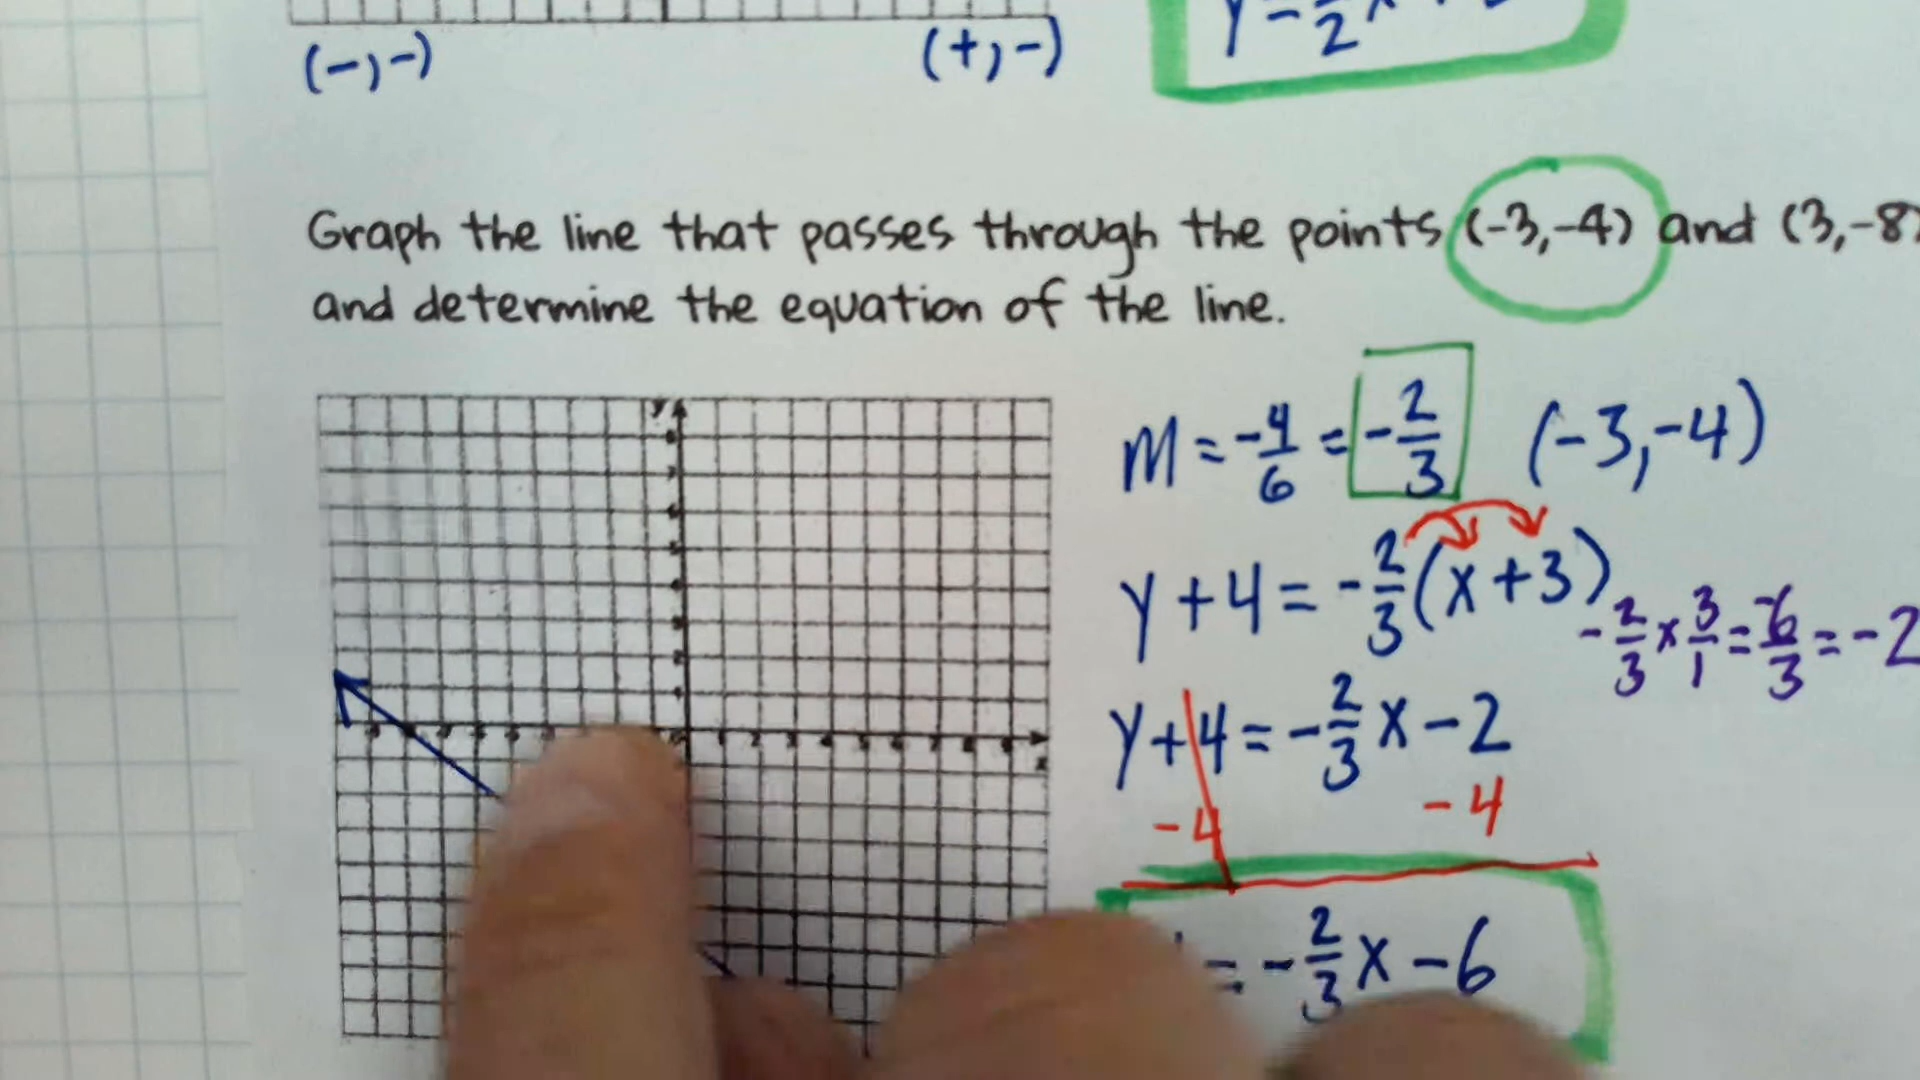 (-,-) (+,-)
Graph the line that passes through the points (-3,-4) and (3,-8)
and determine the equation of the line.
y
M = -4/6 = -2/3 (-3,-4)
y + 4 = -2/3(x + 3)
-2/3 x 3/1 = -6/3 = -2
y + 4 = -2/3 x - 2
-4 -4
= -2/3 x - 6
x